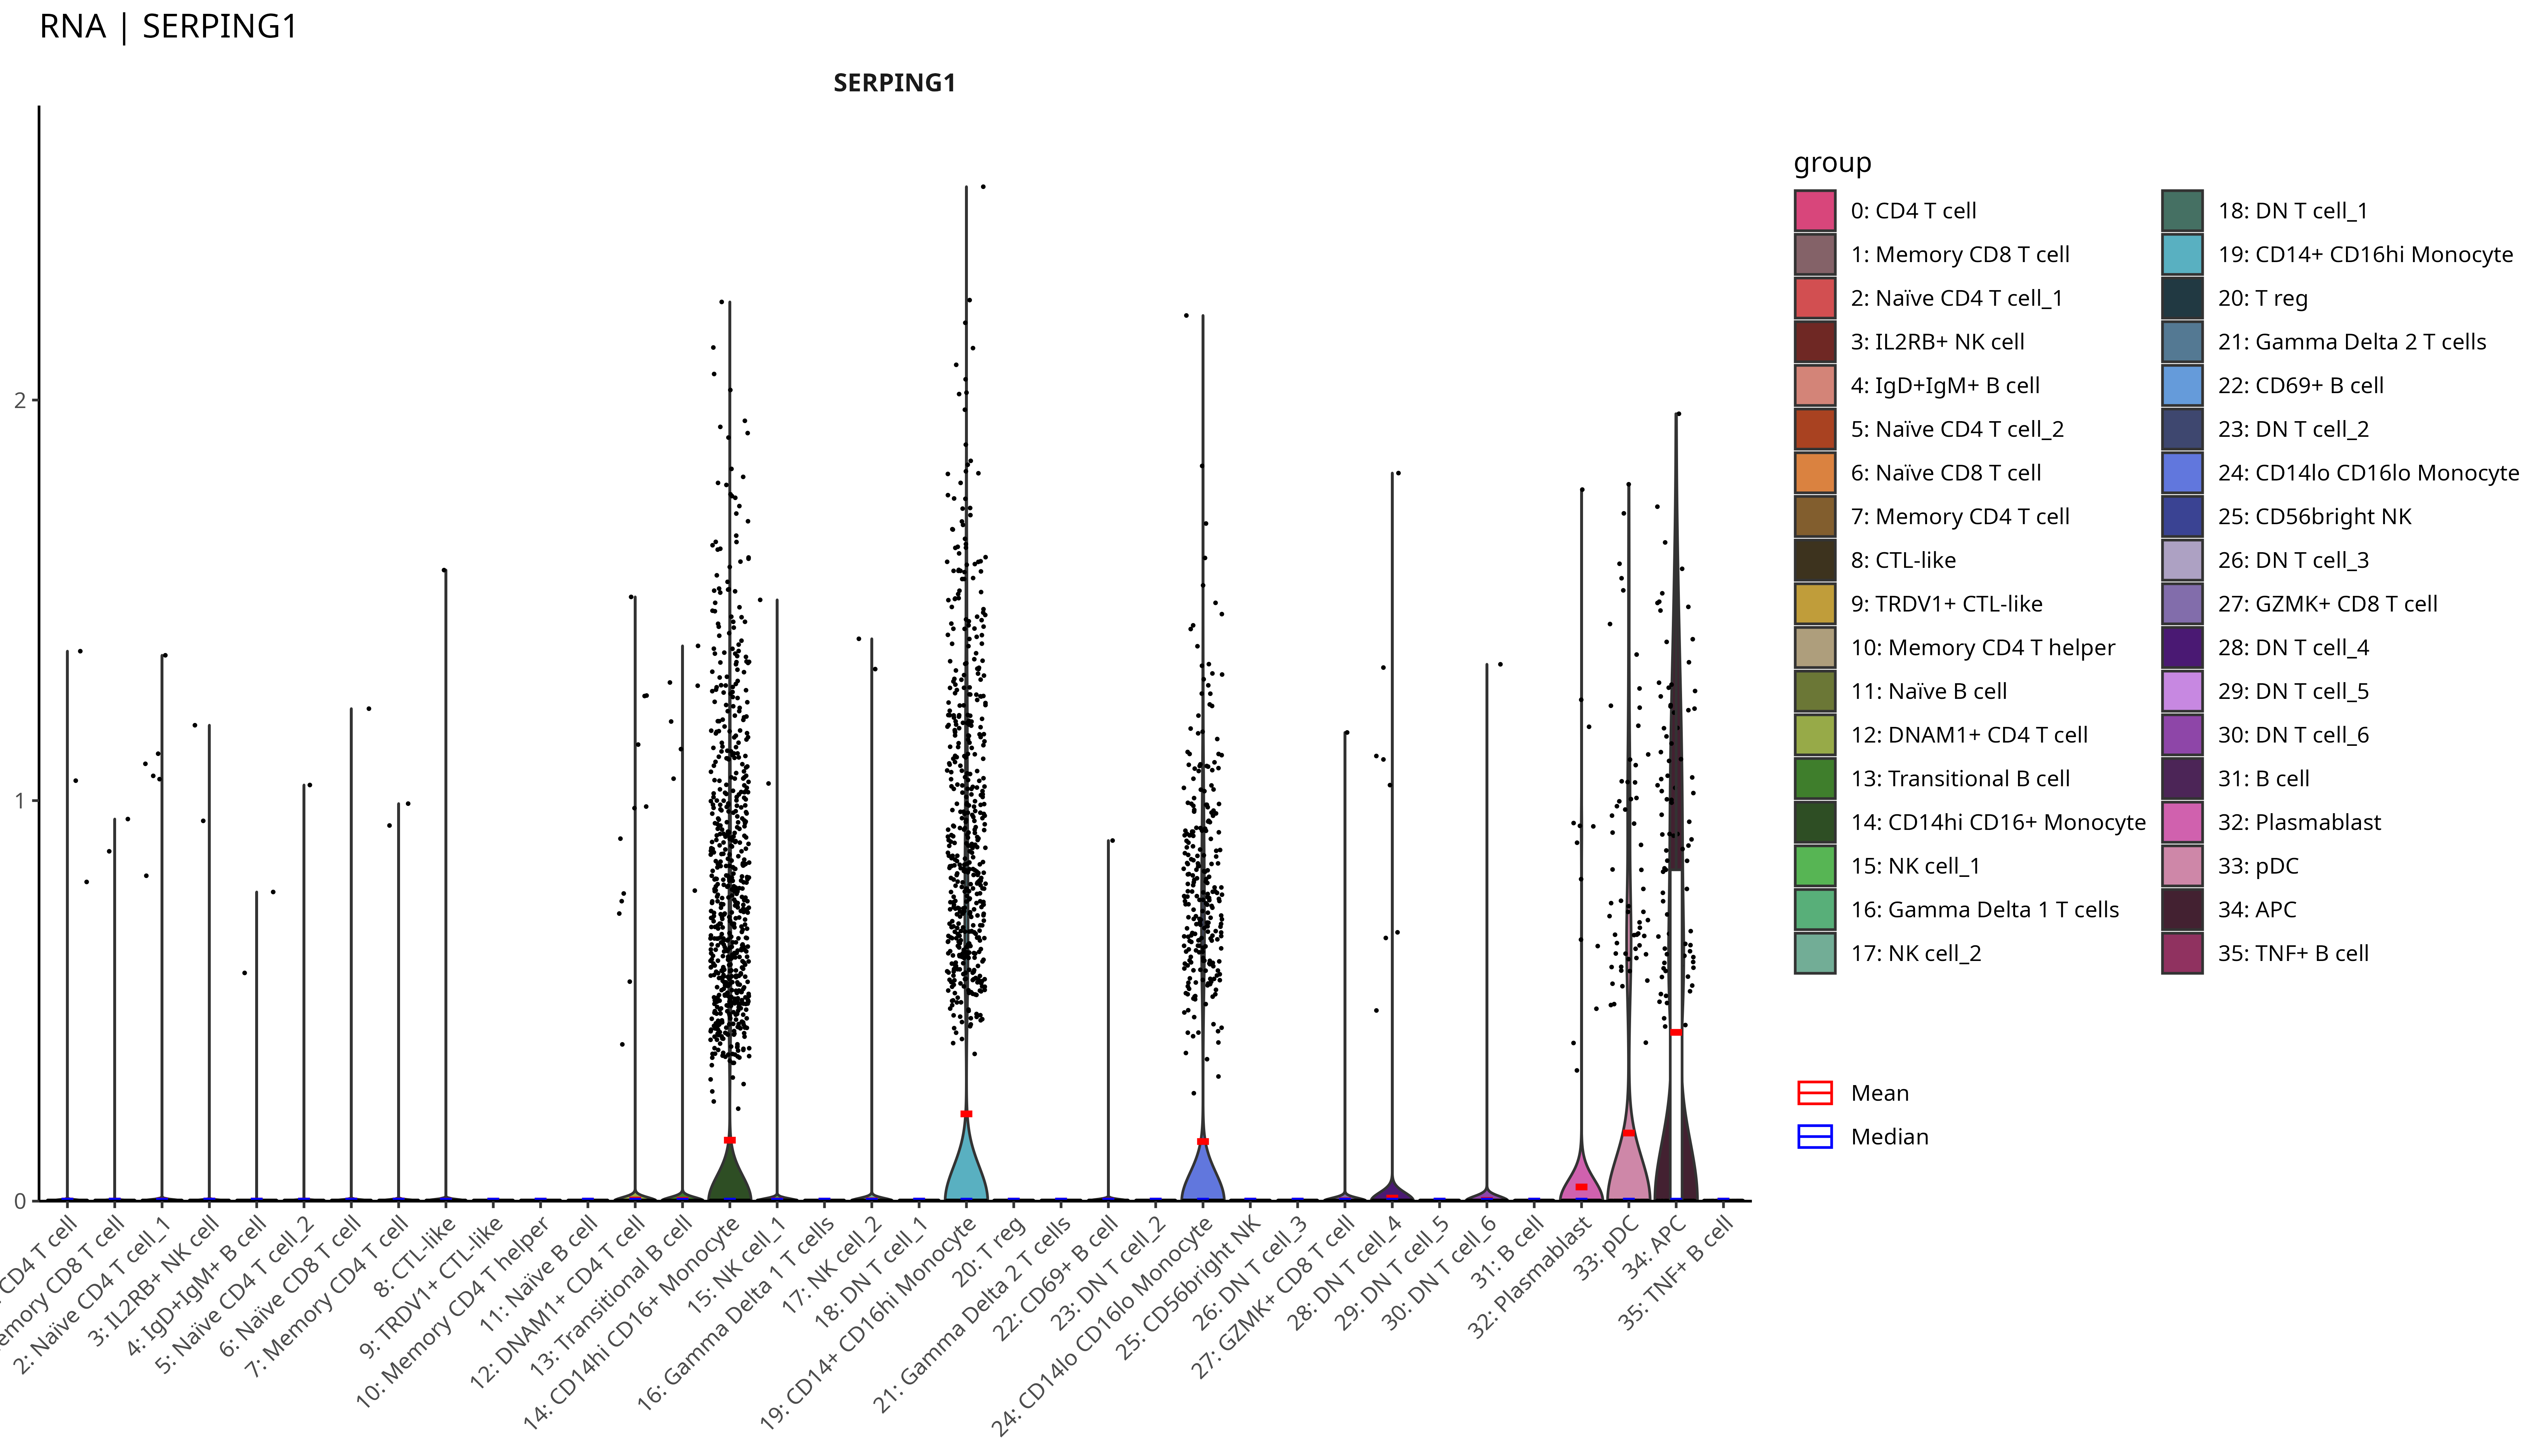 RNA | SERPING1
SERPING1
2
1
0
CD4 T cell
CD8 T cell
2: Naïve CD4 T cell_1
3: IL2RB+ NK cell
4: IgD+IgM+ B cell
5: Naïve CD4 T cell_2
6: Naïve CD8 T cell
7: Memory CD4 T cell
8: CTL-like
9: TRDV1+ CTL-like
10: Memory CD4 T helper
11: Naïve B cell
12: DNAM1+ CD4 T cell
13: Transitional B cell
14: CD14hi CD16+ Monocyte
15: NK cell_1
16: Gamma Delta 1 T cells
17: NK cell_2
18: DN T cell_1
19: CD14+ CD16hi Monocyte
20: T reg
21: Gamma Delta 2 T cells
22: CD69+ B cell
23: DN T cell_2
24: CD14lo CD16lo Monocyte
25: CD56bright NK
26: DN T cell_3
27: GZMK+ CD8 T cell
28: DN T cell_4
29: DN T cell_5
30: DN T cell_6
31: B cell
32: Plasmablast
33: pDC
34: APC
35: TNF+ B cell
group
0: CD4 T cell
1: Memory CD8 T cell
2: Naïve CD4 T cell_1
3: IL2RB+ NK cell
4: IgD+IgM+ B cell
5: Naïve CD4 T cell_2
6: Naïve CD8 T cell
7: Memory CD4 T cell
8: CTL-like
9: TRDV1+ CTL-like
10: Memory CD4 T helper
11: Naïve B cell
12: DNAM1+ CD4 T cell
13: Transitional B cell
14: CD14hi CD16+ Monocyte
15: NK cell_1
16: Gamma Delta 1 T cells
17: NK cell_2
18: DN T cell_1
19: CD14+ CD16hi Monocyte
20: T reg
21: Gamma Delta 2 T cells
22: CD69+ B cell
23: DN T cell_2
24: CD14lo CD16lo Monocyte
25: CD56bright NK
26: DN T cell_3
27: GZMK+ CD8 T cell
28: DN T cell_4
29: DN T cell_5
30: DN T cell_6
31: B cell
32: Plasmablast
33: pDC
34: APC
35: TNF+ B cell
Mean
Median